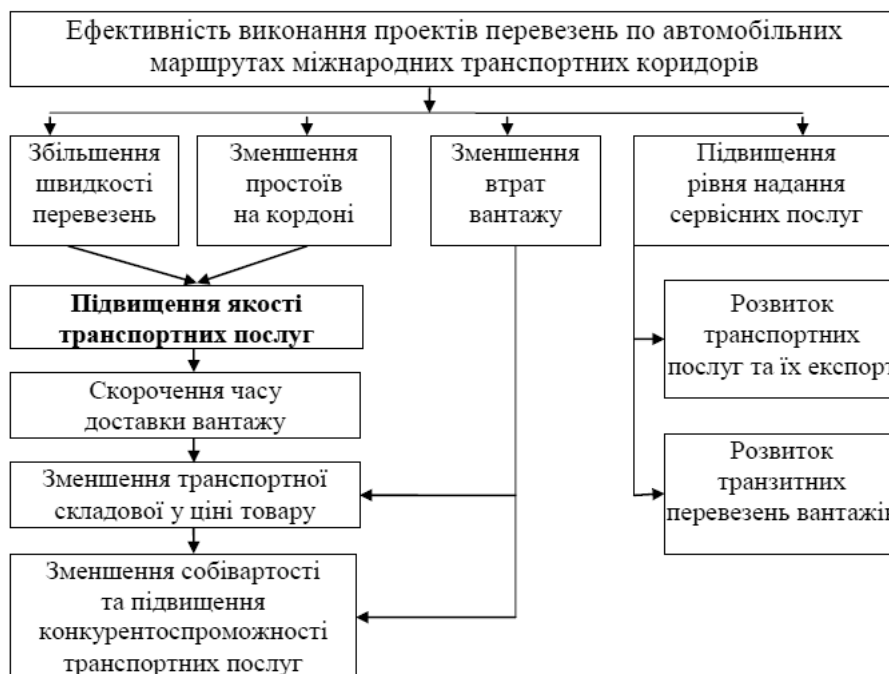 Ефективність виконання проектів перевезень по автомобільних
маршрутах міжнародних транспортних коридорів
Збільшення
швидкості
перевезень
Зменшення
простоїв
на кордоні
Зменшення
втрат
вантажу
Підвищення
рівня надання
сервісних послуг
Підвищення якості
транспортних послуг
Розвиток
транспортних
послуг та їх експорт
Скорочення часу
доставки вантажу
Зменшення транспортної
складової у ціні товару
Розвиток
транзитних
перевезень вантажів
Зменшення собівартості
та підвищення
конкурентоспроможності
транспортних послуг